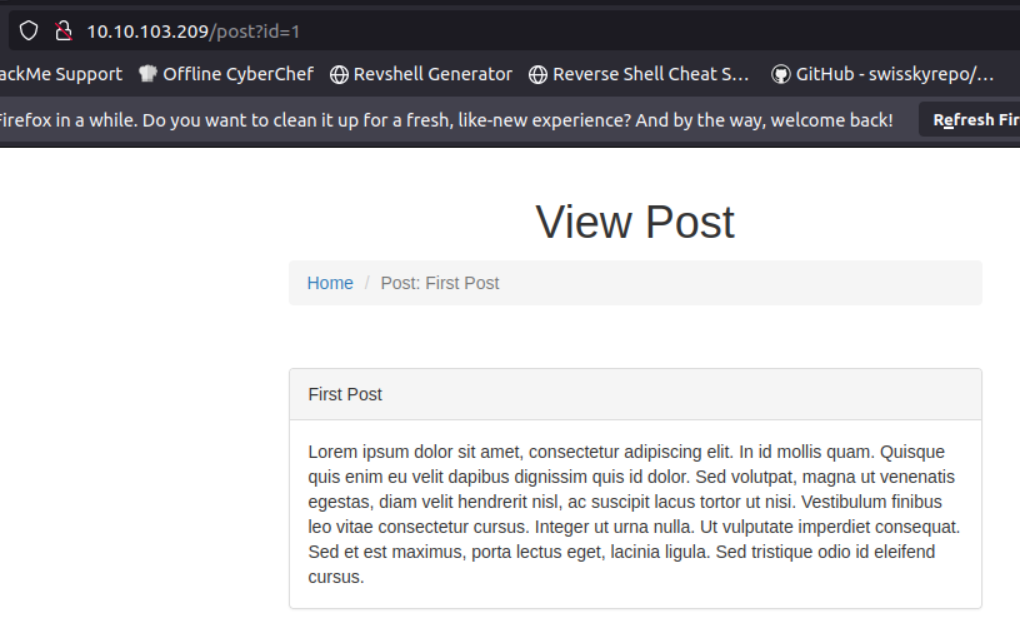 10.10.103.209/post?id=1
ackMe Support Offline CyberChef Revshell Generator Reverse Shell Cheat S... GitHub - swisskyrepo/...
Firefox in a while. Do you want to clean it up for a fresh, like-new experience? And by the way, welcome back! Refresh Fir
View Post
Home / Post: First Post
First Post
Lorem ipsum dolor sit amet, consectetur adipiscing elit. In id mollis quam. Quisque
quis enim eu velit dapibus dignissim quis id dolor. Sed volutpat, magna ut venenatis
egestas, diam velit hendrerit nisl, ac suscipit lacus tortor ut nisi. Vestibulum finibus
leo vitae consectetur cursus. Integer ut urna nulla. Ut vulputate imperdiet consequat.
Sed et est maximus, porta lectus eget, lacinia ligula. Sed tristique odio id eleifend
cursus.